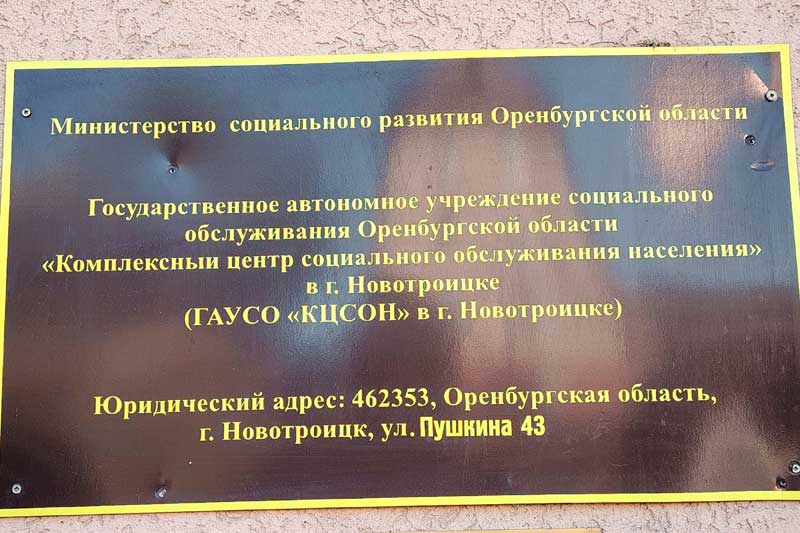 Министерство социального развития Оренбургской области
Государственное автономное учреждение социального
обслуживания Оренбургской области
«Комплексныи центр социального обслуживания населения»
в г. Новотроицке
(ГАУСО «КЦСОН» в г. Новотроицке)
Юридический адрес: 462353, Оренбургская область,
г. Новотроицк, ул. Пушкина 43